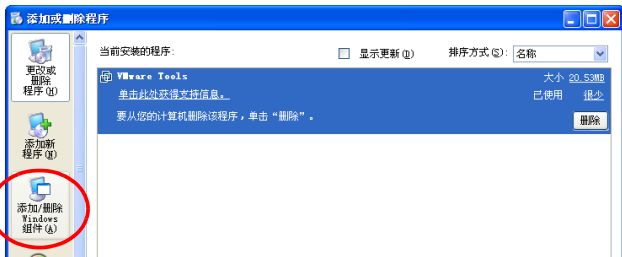 添加或删除程序
当前安装的程序:
显示更新(D)
排序方式(S):
名称
更改或
删除
程序(H)
添加新
程序(N)
添加/删除
Windows
组件(A)
VMware Tools
大小 20.53MB
单击此处获得支持信息。
已使用 很少
要从您的计算机删除该程序，单击“删除”。
删除